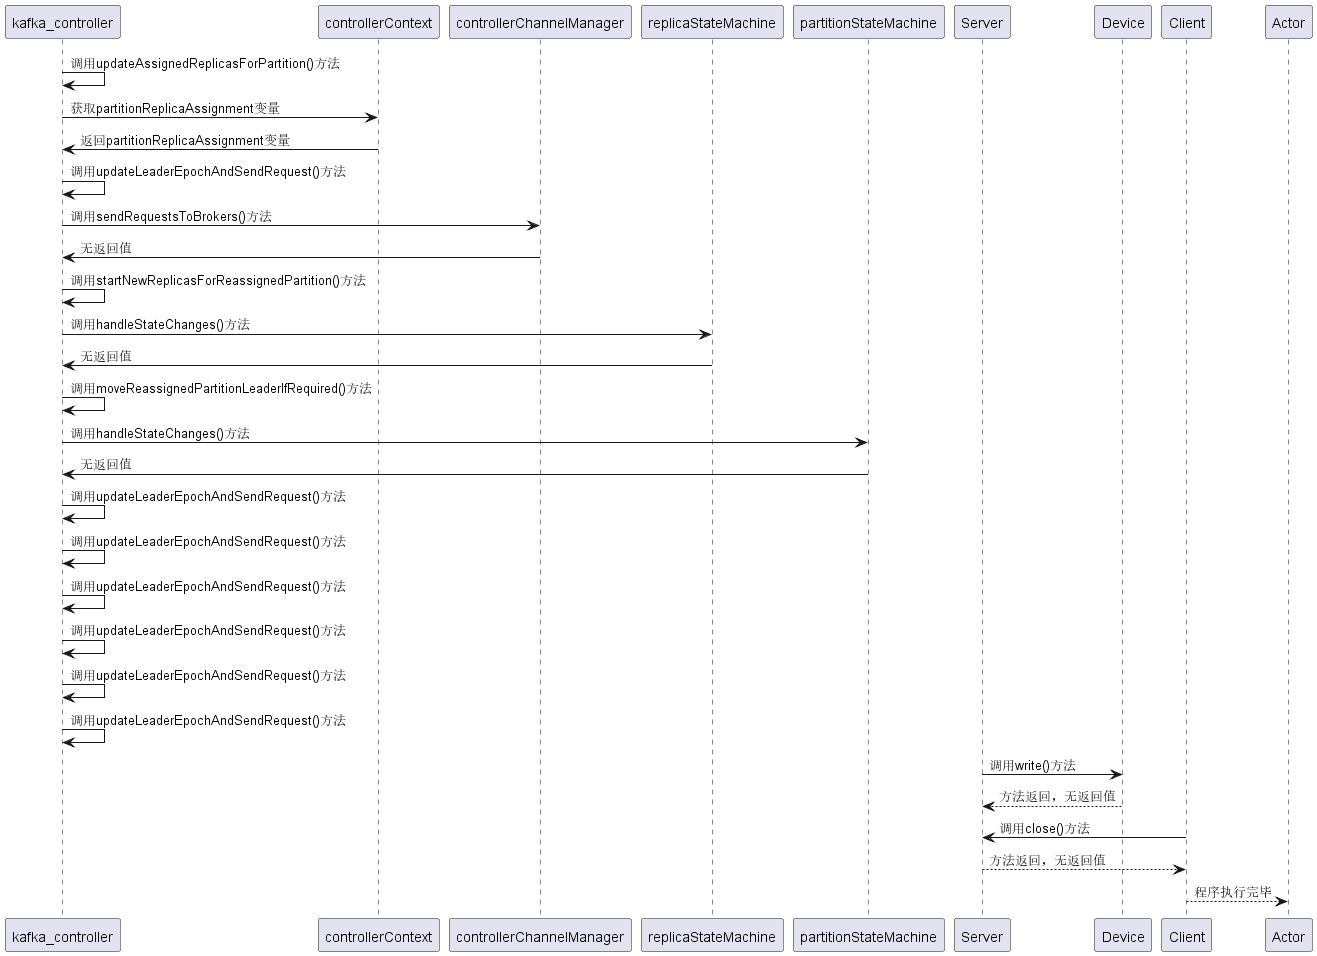 kafka_controller controllerContext controllerChannelManager replicaStateMachine partitionStateMachine Server Device Client Actor
调用updateAssignedReplicasForPartition()方法
获取partitionReplicaAssignment变量
返回partitionReplicaAssignment变量
调用updateLeaderEpochAndSendRequest()方法
调用sendRequestsToBrokers()方法
无返回值
调用startNewReplicasForReassignedPartition()方法
调用handleStateChanges()方法
无返回值
调用moveReassignedPartitionLeaderIfRequired()方法
调用handleStateChanges()方法
无返回值
调用updateLeaderEpochAndSendRequest()方法
调用updateLeaderEpochAndSendRequest()方法
调用updateLeaderEpochAndSendRequest()方法
调用updateLeaderEpochAndSendRequest()方法
调用updateLeaderEpochAndSendRequest()方法
调用updateLeaderEpochAndSendRequest()方法
调用write()方法
方法返回，无返回值
调用close()方法
方法返回，无返回值
程序执行完毕
kafka_controller controllerContext controllerChannelManager replicaStateMachine partitionStateMachine Server Device Client Actor